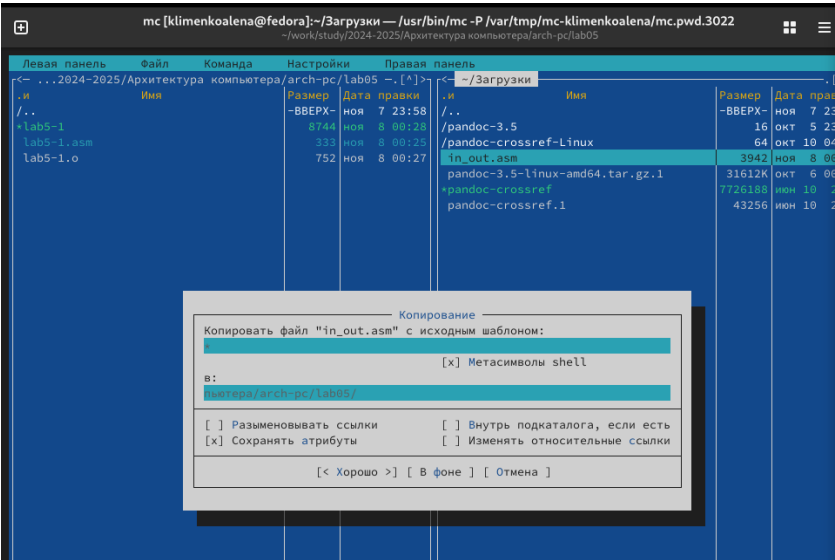 mc [klimenkoalena@fedora]:~/Загрузки — /usr/bin/mc -P /var/tmp/mc-klimenkoalena/mc.pwd.3022
~/work/study/2024-2025/Архитектура компьютера/arch-pc/lab05
Левая панель Файл Команда Настройки Правая панель
<— ...2024-2025/Архитектура компьютера/arch-pc/lab05 —.[^]> <— ~/Загрузки —.[
.и Имя Размер Дата правки .и Имя Размер Дата прав
/.. -ВВЕРХ- ноя 7 23:58 /.. -ВВЕРХ- ноя 7 23
*lab5-1 8744 ноя 8 00:28 /pandoc-3.5 16 окт 5 23
lab5-1.asm 333 ноя 8 00:25 /pandoc-crossref-Linux 64 окт 10 04
lab5-1.o 752 ноя 8 00:27 in_out.asm 3942 ноя 8 00
pandoc-3.5-linux-amd64.tar.gz.1 31612K окт 6 00
*pandoc-crossref 7726188 июн 10 2
pandoc-crossref.1 43256 июн 10 2
Копирование
Копировать файл "in_out.asm" с исходным шаблоном:
*
[x] Метасимволы shell
в:
пьютера/arch-pc/lab05/
[ ] Разыменовывать ссылки [ ] Внутрь подкаталога, если есть
[x] Сохранять атрибуты [ ] Изменять относительные ссылки
[< Хорошо >] [ В фоне ] [ Отмена ]